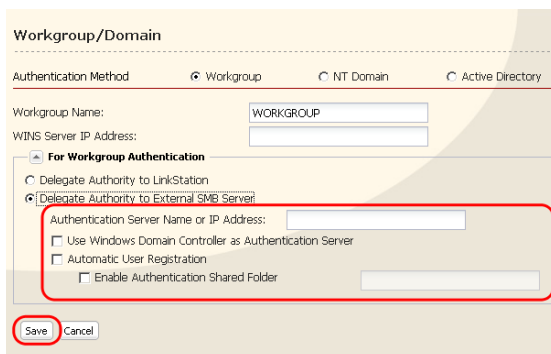 Workgroup/Domain
Authentication Method Workgroup NT Domain Active Directory
Workgroup Name: WORKGROUP
WINS Server IP Address:
For Workgroup Authentication
Delegate Authority to LinkStation
Delegate Authority to External SMB Server
Authentication Server Name or IP Address:
Use Windows Domain Controller as Authentication Server
Automatic User Registration
Enable Authentication Shared Folder
Save Cancel